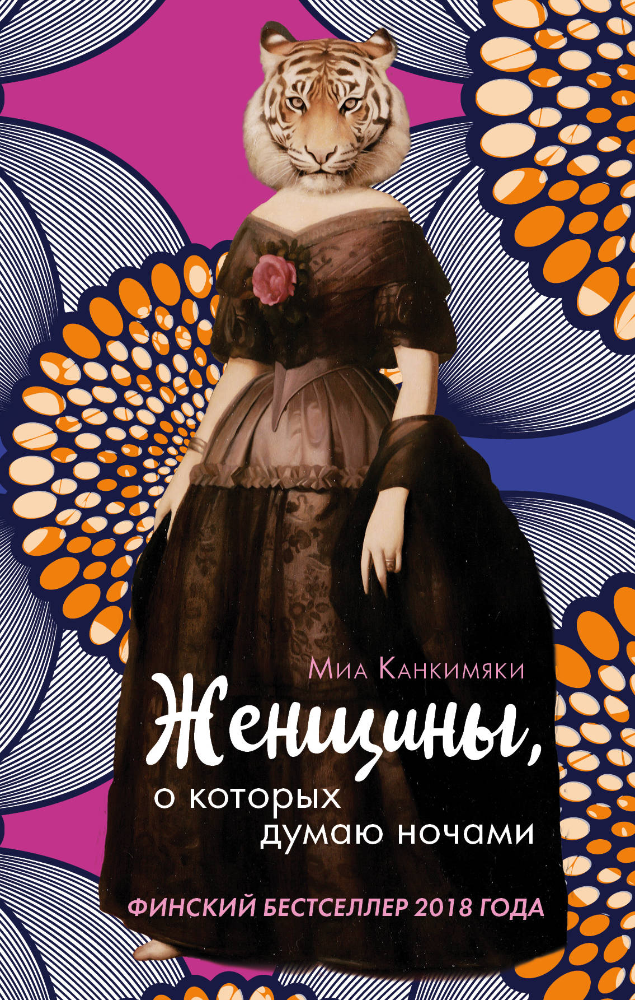 Миа Канкимяки
Женщины,
о которых
думаю ночами
ФИНСКИЙ БЕСТСЕЛЛЕР 2018 ГОДА